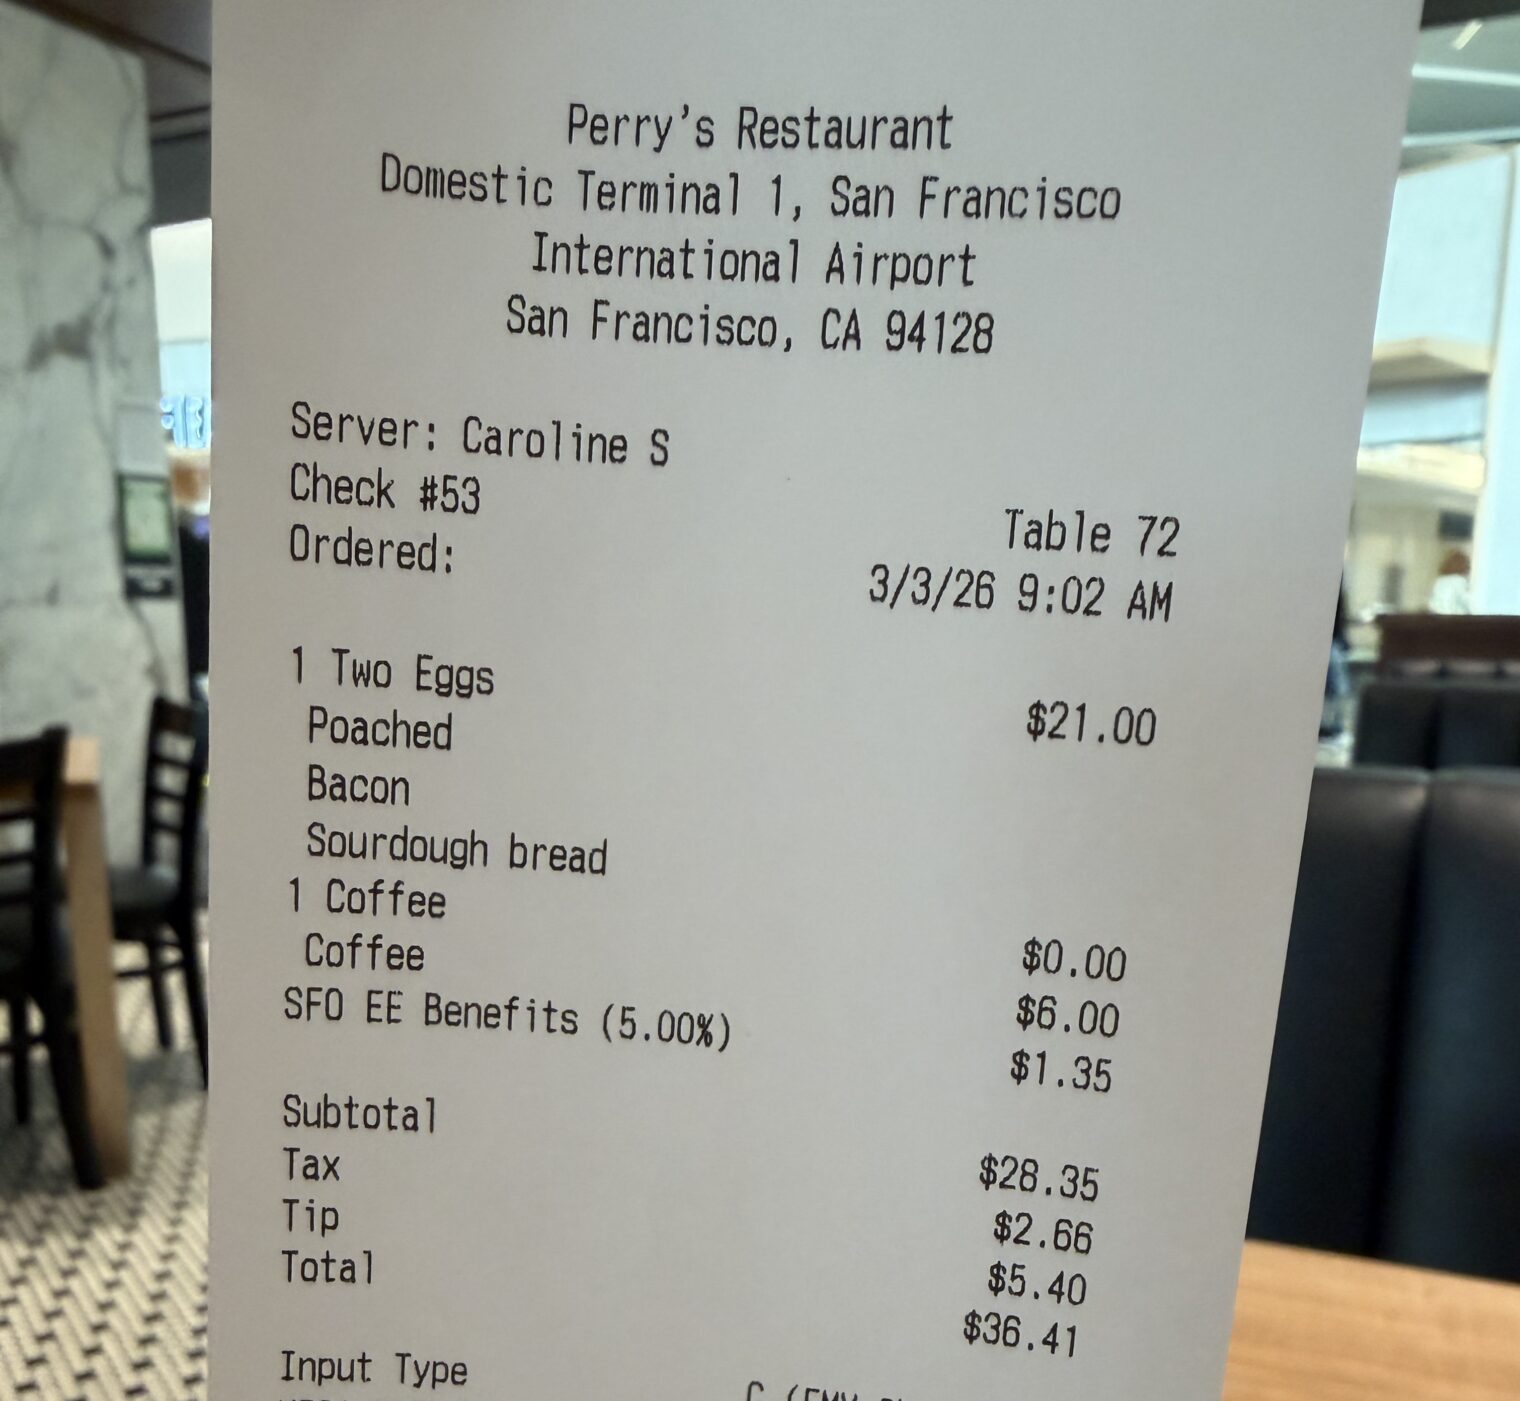 Perry's Restaurant
Domestic Terminal 1, San Francisco
International Airport
San Francisco, CA 94128
Server: Caroline S
Check #53 Table 72
Ordered: 3/3/26 9:02 AM
1 Two Eggs $21.00
Poached
Bacon
Sourdough bread
1 Coffee $0.00
Coffee $6.00
SFO EE Benefits (5.00%) $1.35
Subtotal $28.35
Tax $2.66
Tip $5.40
Total $36.41
Input Type